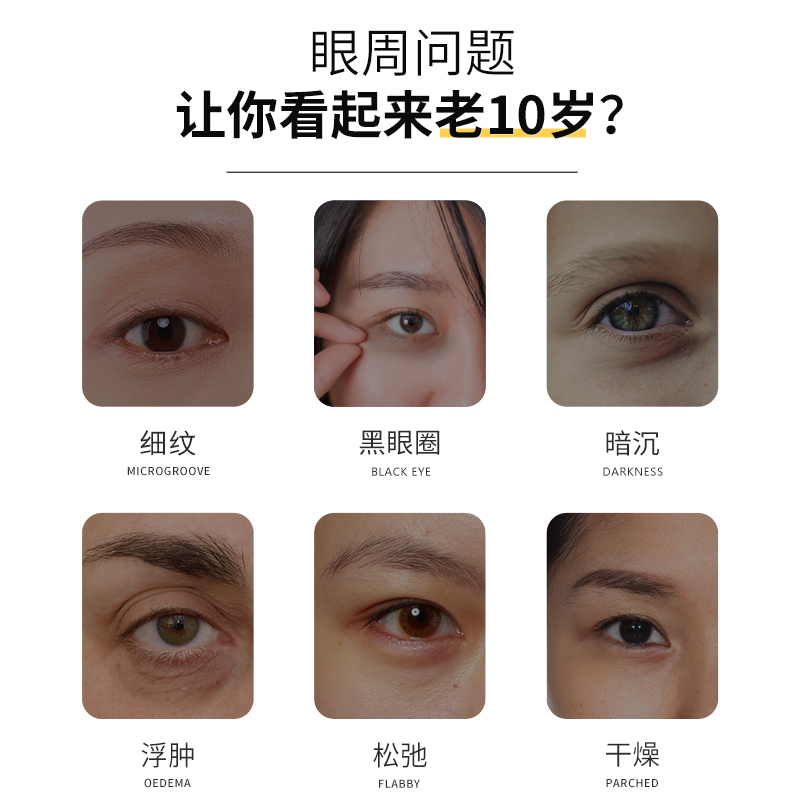 眼周问题
让你看起来老10岁？
细纹
MICROGROOVE
黑眼圈
BLACK EYE
暗沉
DARKNESS
浮肿
OEDEMA
松弛
FLABBY
干燥
PARCHED